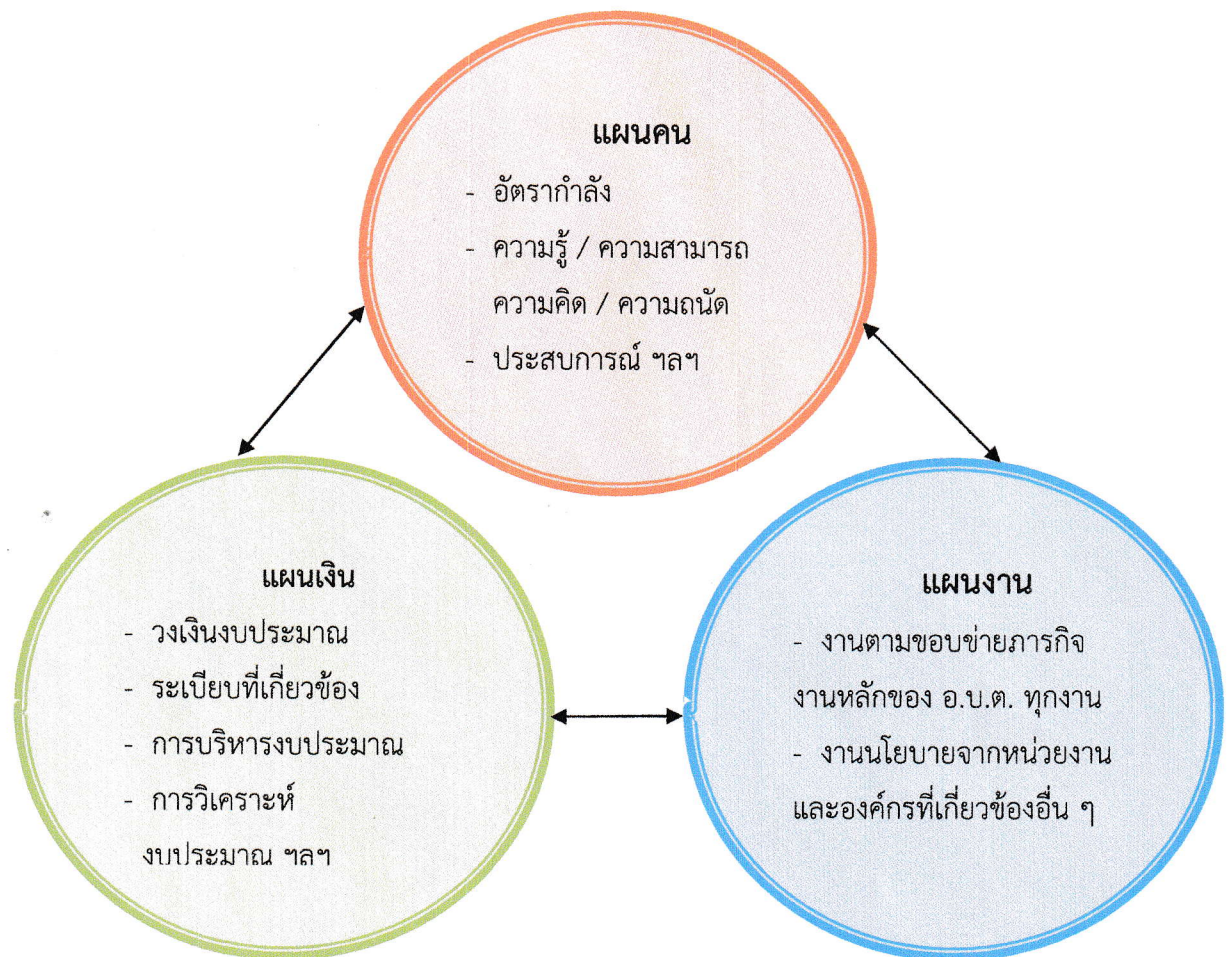 แผนคน
- อัตรากำลัง
- ความรู้ / ความสามารถ
ความคิด / ความถนัด
- ประสบการณ์ ฯลฯ
แผนเงิน
- วงเงินงบประมาณ
- ระเบียบที่เกี่ยวข้อง
- การบริหารงบประมาณ
- การวิเคราะห์
งบประมาณ ฯลฯ
แผนงาน
- งานตามขอบข่ายภารกิจ
งานหลักของ อ.บ.ต. ทุกงาน
- งานนโยบายจากหน่วยงาน
และองค์กรที่เกี่ยวข้องอื่น ๆ